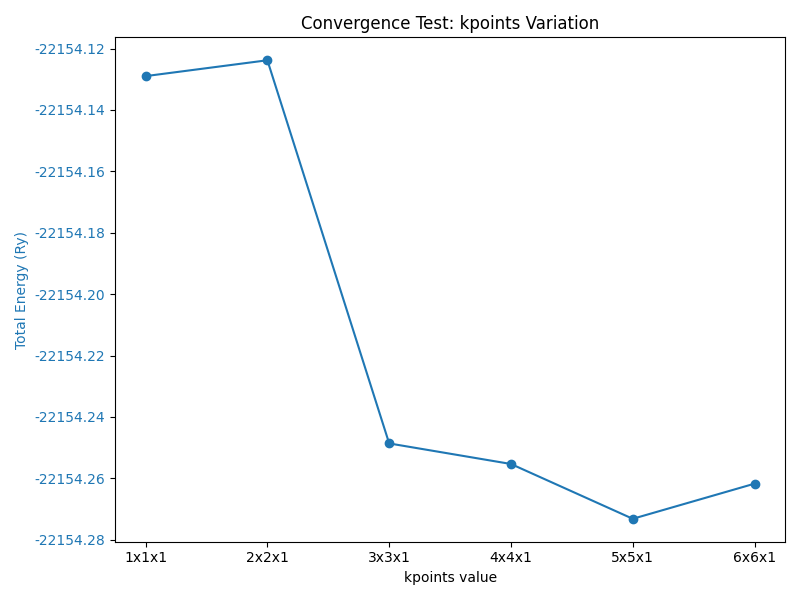 Convergence Test: kpoints Variation
Total Energy (Ry)
-22154.12
-22154.14
-22154.16
-22154.18
-22154.20
-22154.22
-22154.24
-22154.26
-22154.28
1x1x1 2x2x1 3x3x1 4x4x1 5x5x1 6x6x1
kpoints value